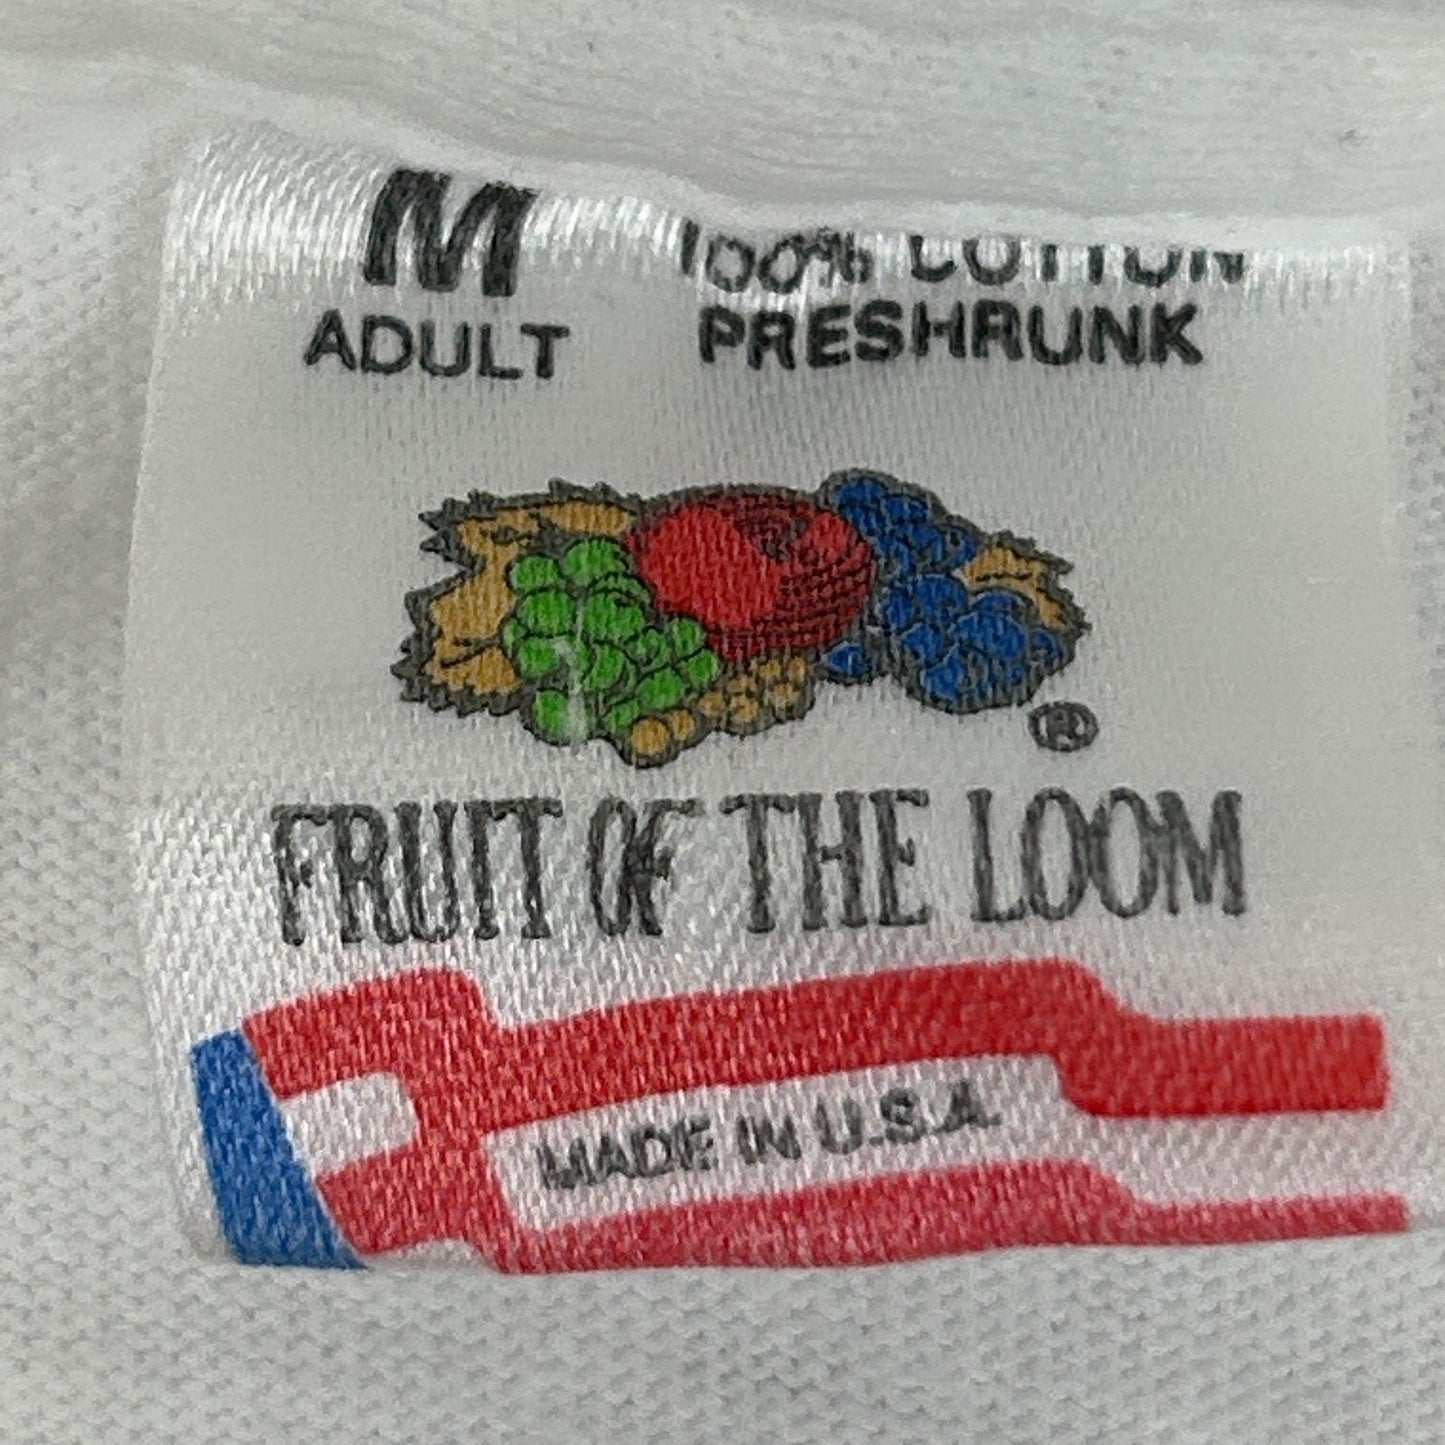 M 100% COTTON
ADULT PRESHRUNK
®
FRUIT OF THE LOOM
MADE IN U.S.A.